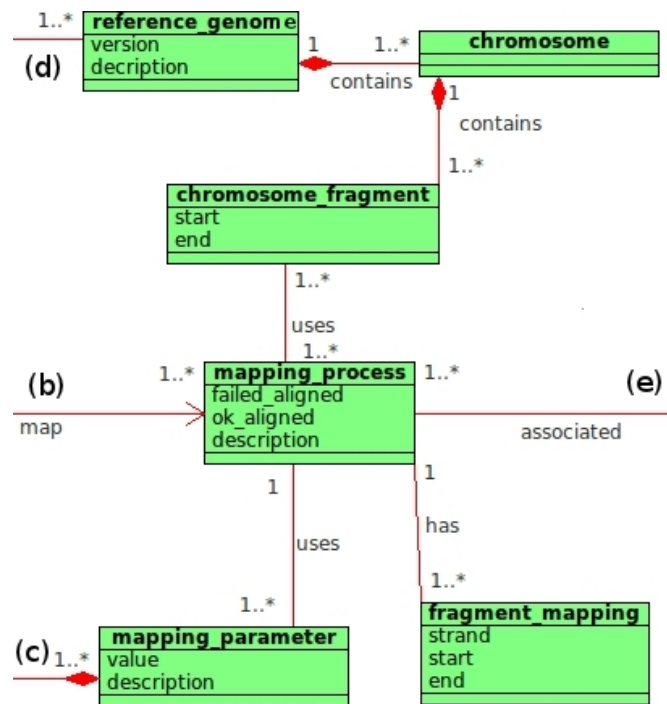 1..*
reference_genome
version
decription
(d)
1
1..*
contains
chromosome
1
contains
1..*
chromosome_fragment
start
end
1..*
uses
1..*
(b)
1..*
map
mapping_process
failed_aligned
ok_aligned
description
1..*
(e)
associated
1
uses
1..*
1
has
1..*
(c)
1..*
mapping_parameter
value
description
fragment_mapping
strand
start
end